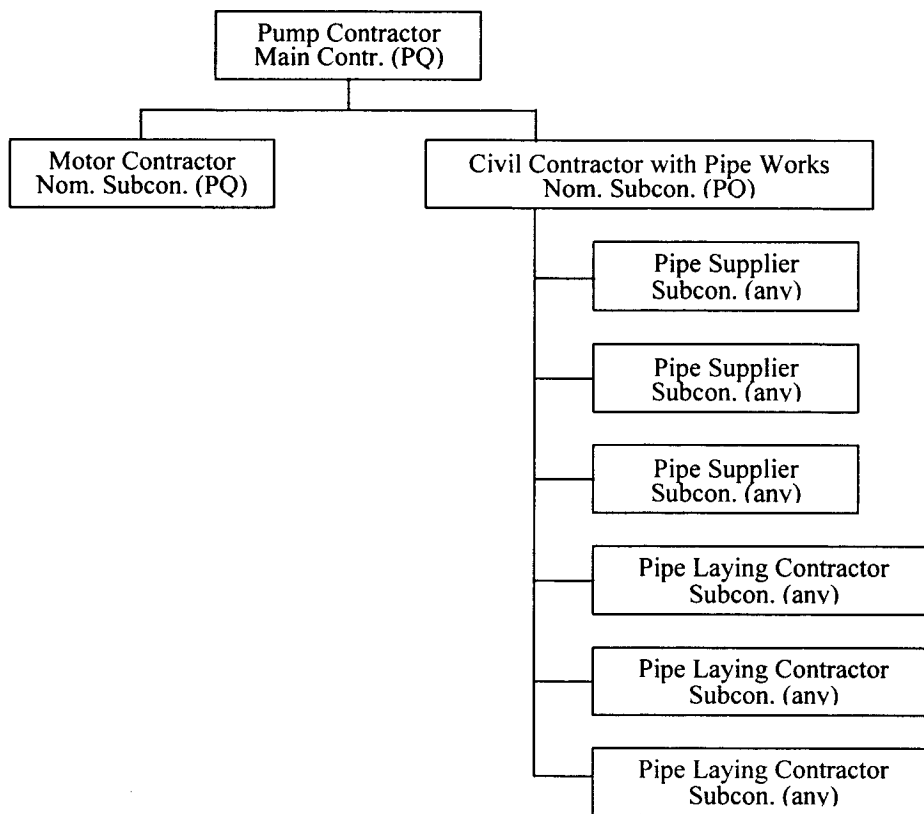 Pump Contractor
Main Contr. (PQ)
Motor Contractor
Nom. Subcon. (PQ)
Civil Contractor with Pipe Works
Nom. Subcon. (PQ)
Pipe Supplier
Subcon. (any)
Pipe Supplier
Subcon. (any)
Pipe Supplier
Subcon. (any)
Pipe Laying Contractor
Subcon. (any)
Pipe Laying Contractor
Subcon. (any)
Pipe Laying Contractor
Subcon. (any)